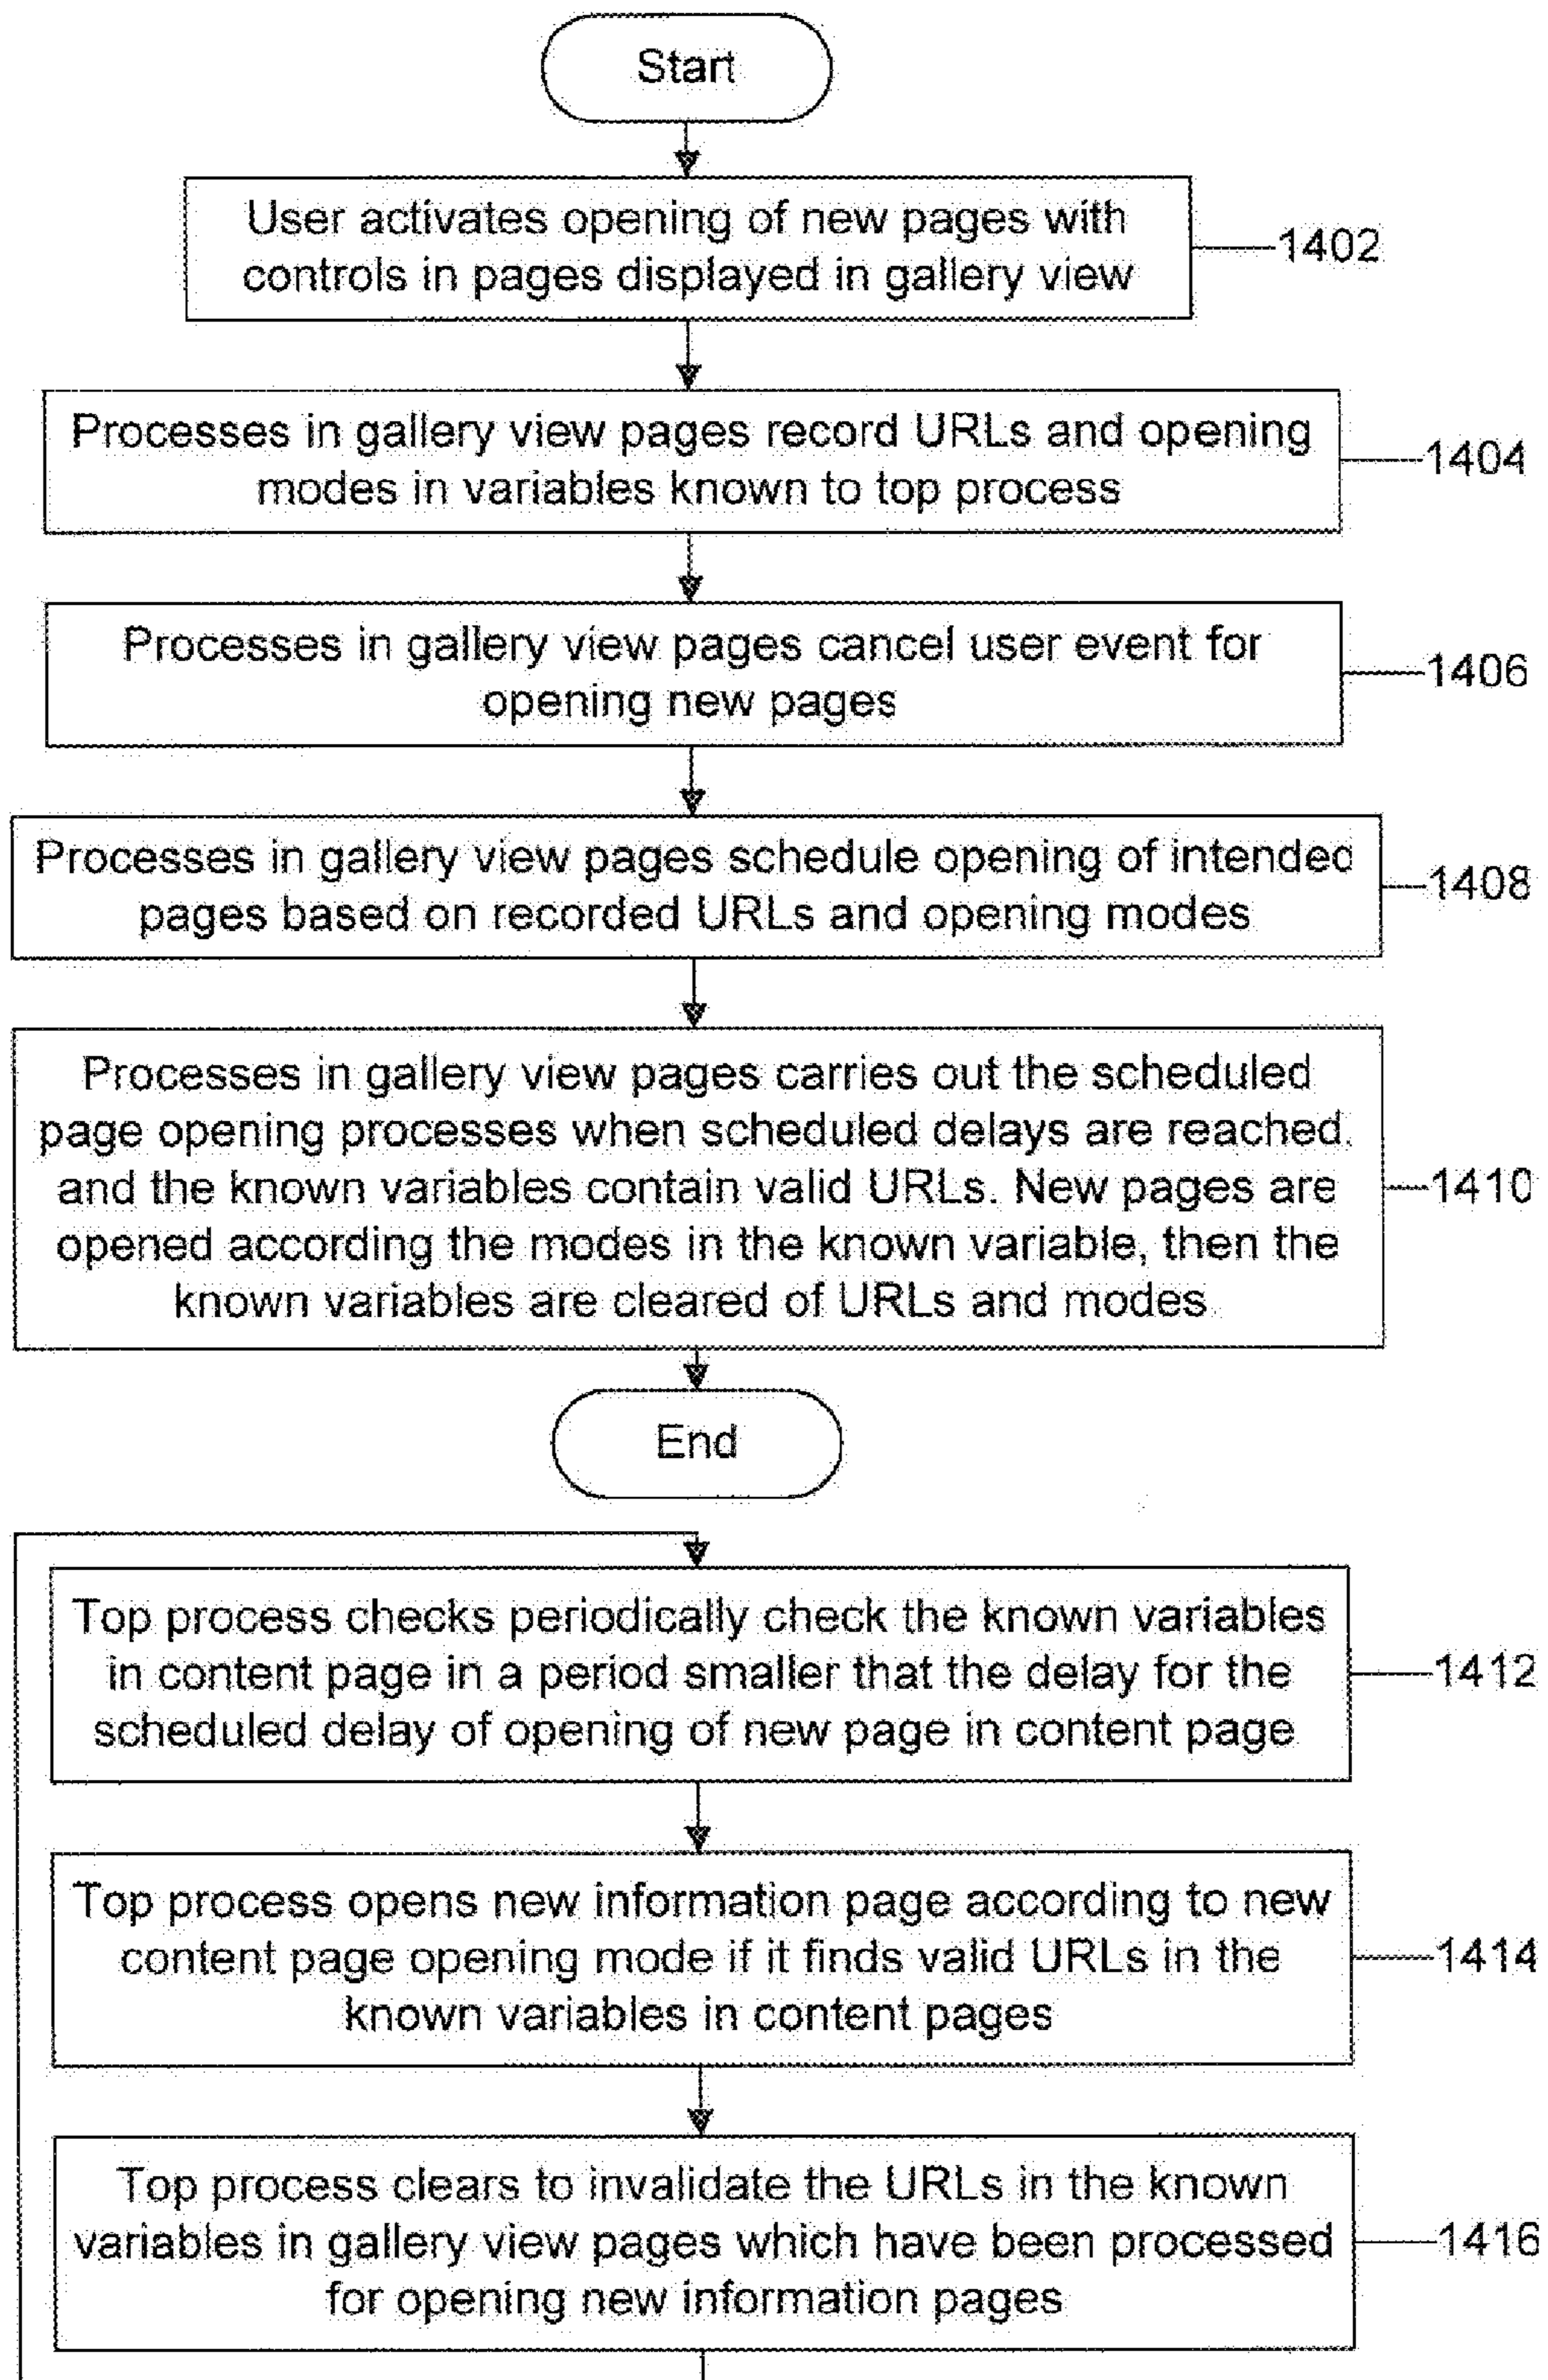 Start
User activates opening of new pages with
controls in pages displayed in gallery view
1402
Processes in gallery view pages record URLs and opening
modes in variables known to top process
1404
Processes in gallery view pages cancel user event for
opening new pages
1406
Processes in gallery view pages schedule opening of intended
pages based on recorded URLs and opening modes
1408
Processes in gallery view pages carries out the scheduled
page opening processes when scheduled delays are reached.
and the known variables contain valid URLs. New pages are
opened according the modes in the known variable, then the
known variables are cleared of URLs and modes
1410
End
Top process checks periodically check the known variables
in content page in a period smaller that the delay for the
scheduled delay of opening of new page in content page
1412
Top process opens new information page according to new
content page opening mode if it finds valid URLs in the
known variables in content pages
1414
Top process clears to invalidate the URLs in the known
variables in gallery view pages which have been processed
for opening new information pages
1416